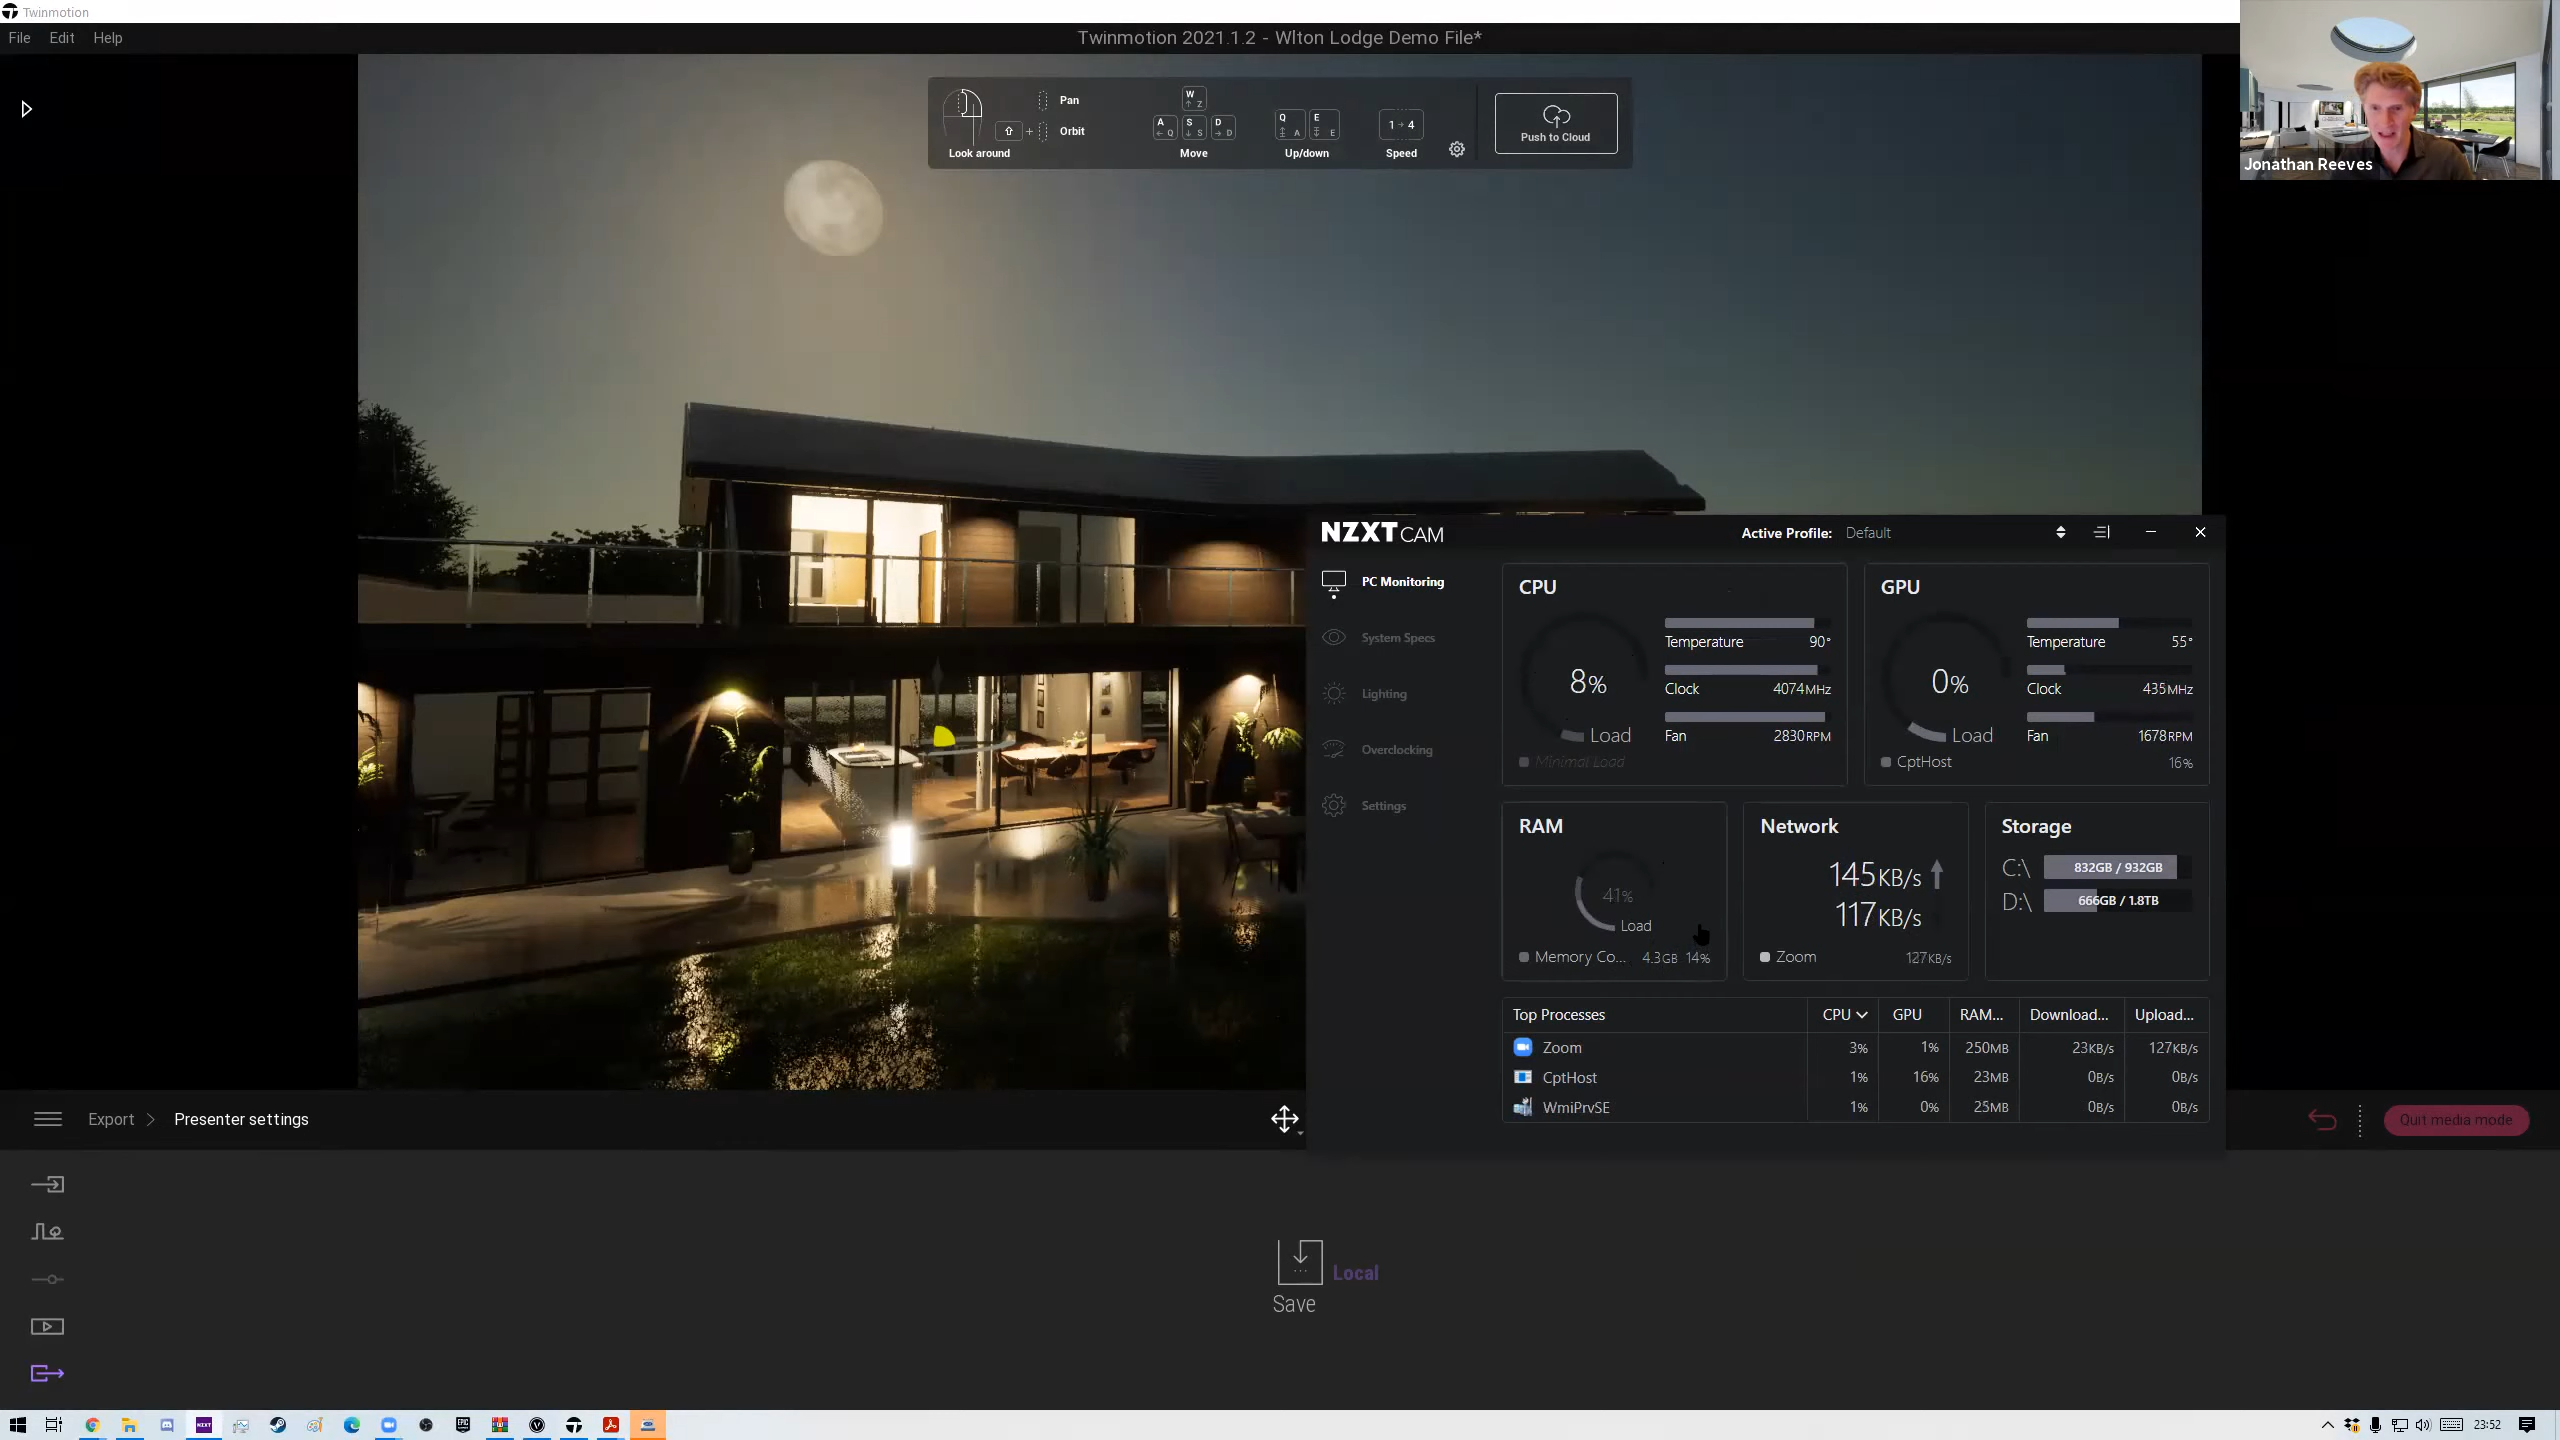 Twinmotion
File Edit Help
Twinmotion 2021.1.2 - Wlton Lodge Demo File*
Jonathan Reeves
Pan
Orbit
Look around
W
↑ Z
A
← Q
S
↓ S
D
→ D
Move
Q
A
E
E
Up/down
1 → 4
Speed
Push to Cloud
NZXT CAM
Active Profile: Default
PC Monitoring
System Specs
Lighting
Overclocking
Settings
CPU
8%
Load
Temperature 90°
Clock 4074MHz
Fan 2830RPM
Minimal Load
GPU
0%
Load
Temperature 55°
Clock 435MHz
Fan 1678RPM
CptHost 16%
RAM
41%
Load
Memory Co... 4.3GB 14%
Network
145KB/s
117KB/s
Zoom 127KB/s
Storage
C:\ 832GB / 932GB
D:\ 666GB / 1.8TB
Top Processes CPU GPU RAM... Download... Upload...
Zoom 3% 1% 250MB 23KB/s 127KB/s
CptHost 1% 16% 23MB 0B/s 0B/s
WmiPrvSE 1% 0% 25MB 0B/s 0B/s
Export > Presenter settings
Quit media mode
Local
Save
NZXT
EPIC
23:52